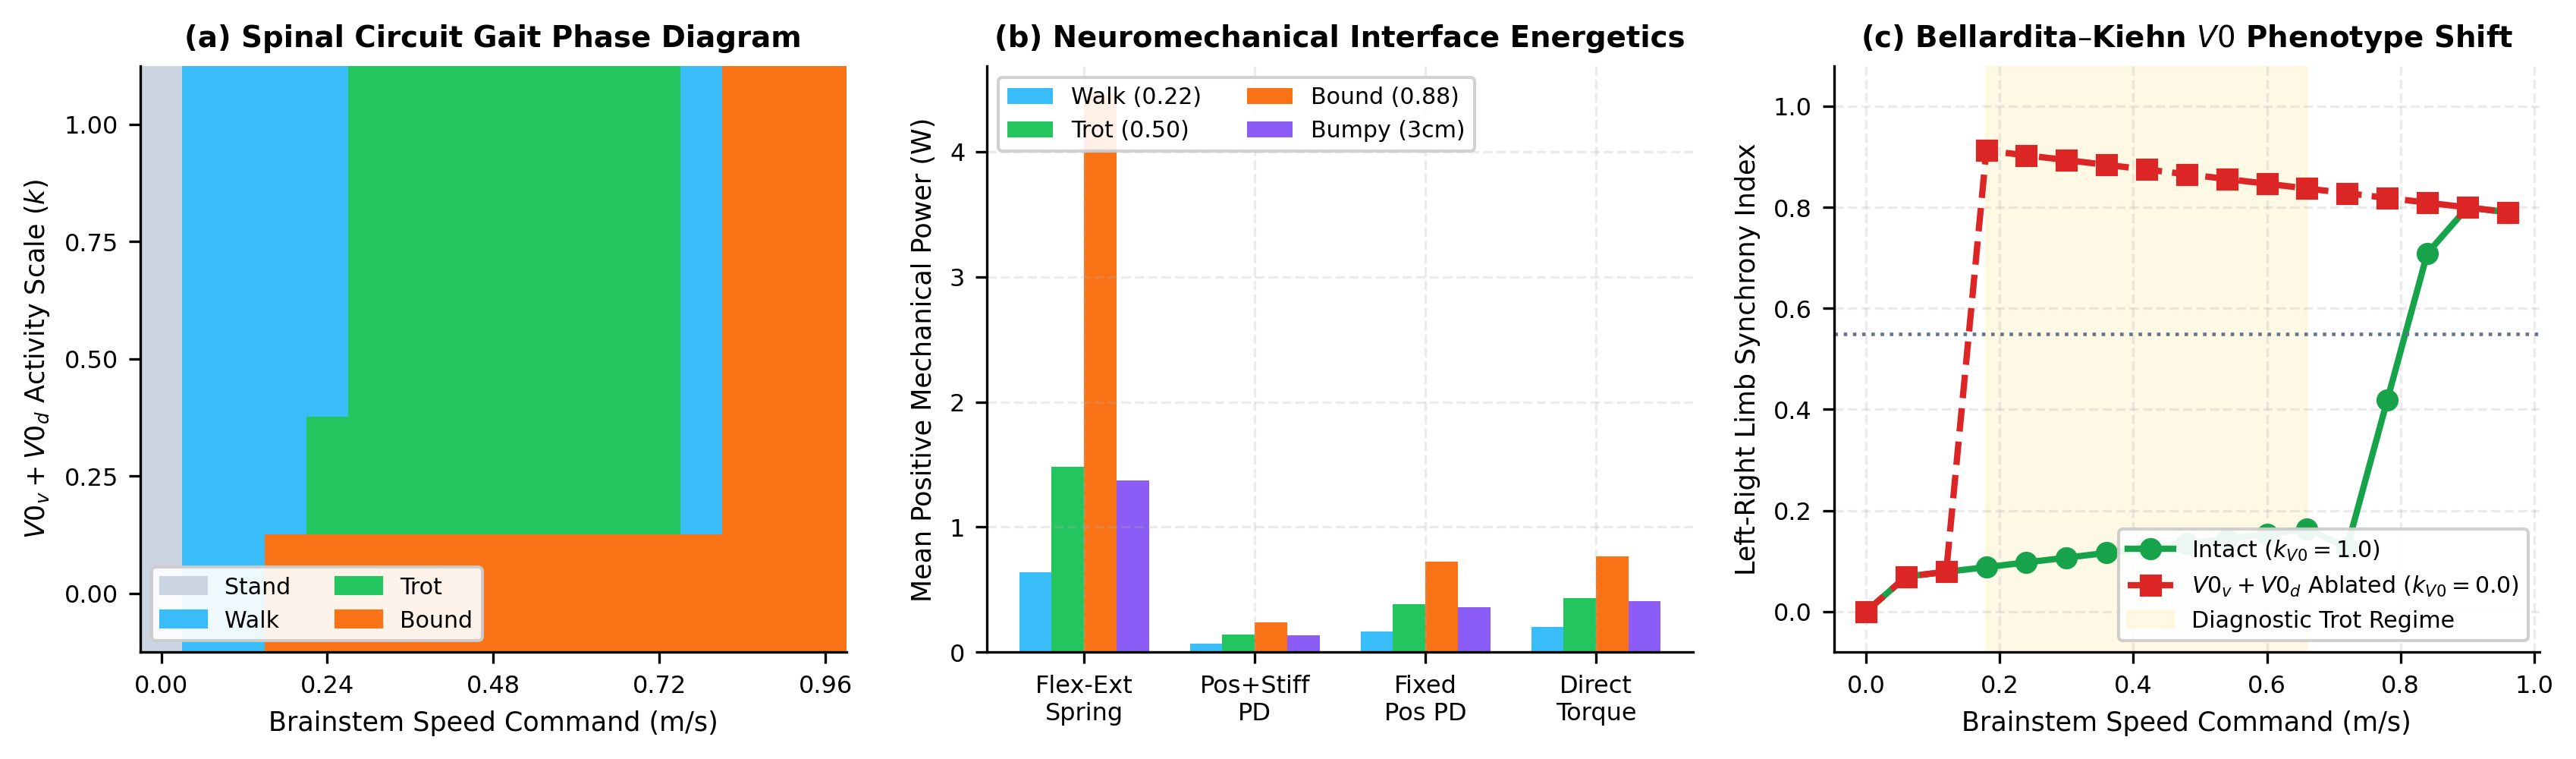 (a) Spinal Circuit Gait Phase Diagram
V0v + V0d Activity Scale (k)
1.00
0.75
0.50
0.25
0.00
Stand
Walk
Trot
Bound
0.00
0.24
0.48
0.72
0.96
Brainstem Speed Command (m/s)
(b) Neuromechanical Interface Energetics
Mean Positive Mechanical Power (W)
4
3
2
1
0
Walk (0.22)
Trot (0.50)
Bound (0.88)
Bumpy (3cm)
Flex-Ext
Spring
Pos+Stiff
PD
Fixed
Pos PD
Direct
Torque
(c) Bellardita–Kiehn V0 Phenotype Shift
Left-Right Limb Synchrony Index
1.0
0.8
0.6
0.4
0.2
0.0
Intact (kV0 = 1.0)
V0v + V0d Ablated (kV0 = 0.0)
Diagnostic Trot Regime
0.0
0.2
0.4
0.6
0.8
1.0
Brainstem Speed Command (m/s)